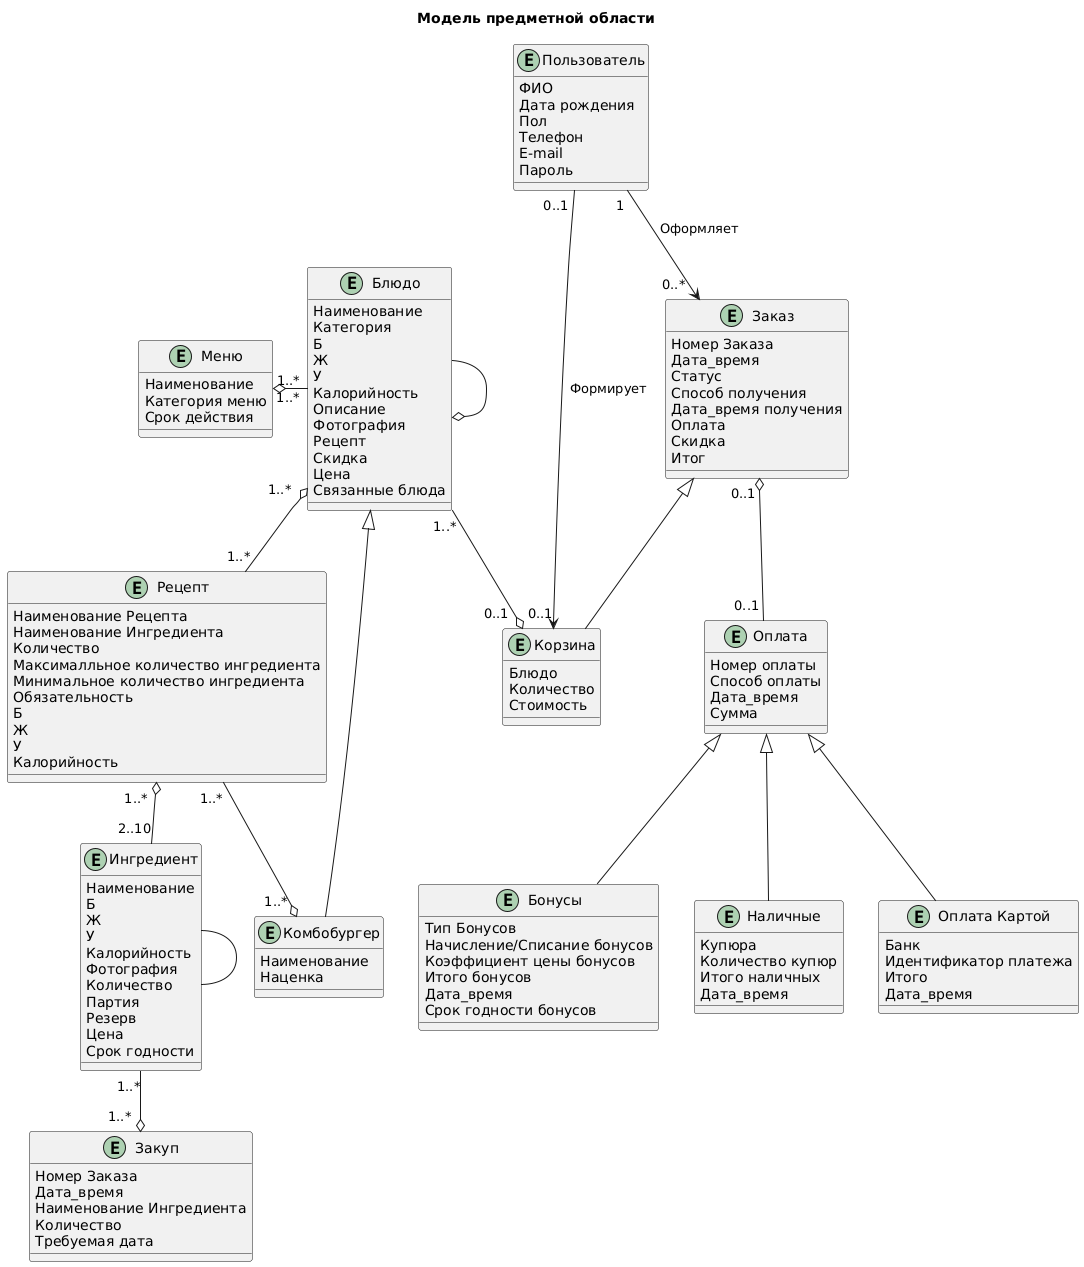 Модель предметной области
E Пользователь
ФИО
Дата рождения
Пол
Телефон
E-mail
Пароль
0..1
1
Оформляет
0..*
E Блюдо
Наименование
Категория
Б
Ж
У
Калорийность
Описание
Фотография
Рецепт
Скидка
Цена
Связанные блюда
E Меню
Наименование
Категория меню
Срок действия
1..*
1..*
Формирует
E Заказ
Номер Заказа
Дата_время
Статус
Способ получения
Дата_время получения
Оплата
Скидка
Итог
1..*
1..*
1..*
0..1
0..1
0..1
0..1
E Рецепт
Наименование Рецепта
Наименование Ингредиента
Количество
Максималльное количество ингредиента
Минимальное количество ингредиента
Обязательность
Б
Ж
У
Калорийность
E Корзина
Блюдо
Количество
Стоимость
E Оплата
Номер оплаты
Способ оплаты
Дата_время
Сумма
1..*
2..10
1..*
1..*
E Ингредиент
Наименование
Б
Ж
У
Калорийность
Фотография
Количество
Партия
Резерв
Цена
Срок годности
E Комбобургер
Наименование
Наценка
E Бонусы
Тип Бонусов
Начисление/Списание бонусов
Коэффициент цены бонусов
Итого бонусов
Дата_время
Срок годности бонусов
E Наличные
Купюра
Количество купюр
Итого наличных
Дата_время
E Оплата Картой
Банк
Идентификатор платежа
Итого
Дата_время
1..*
1..*
E Закуп
Номер Заказа
Дата_время
Наименование Ингредиента
Количество
Требуемая дата